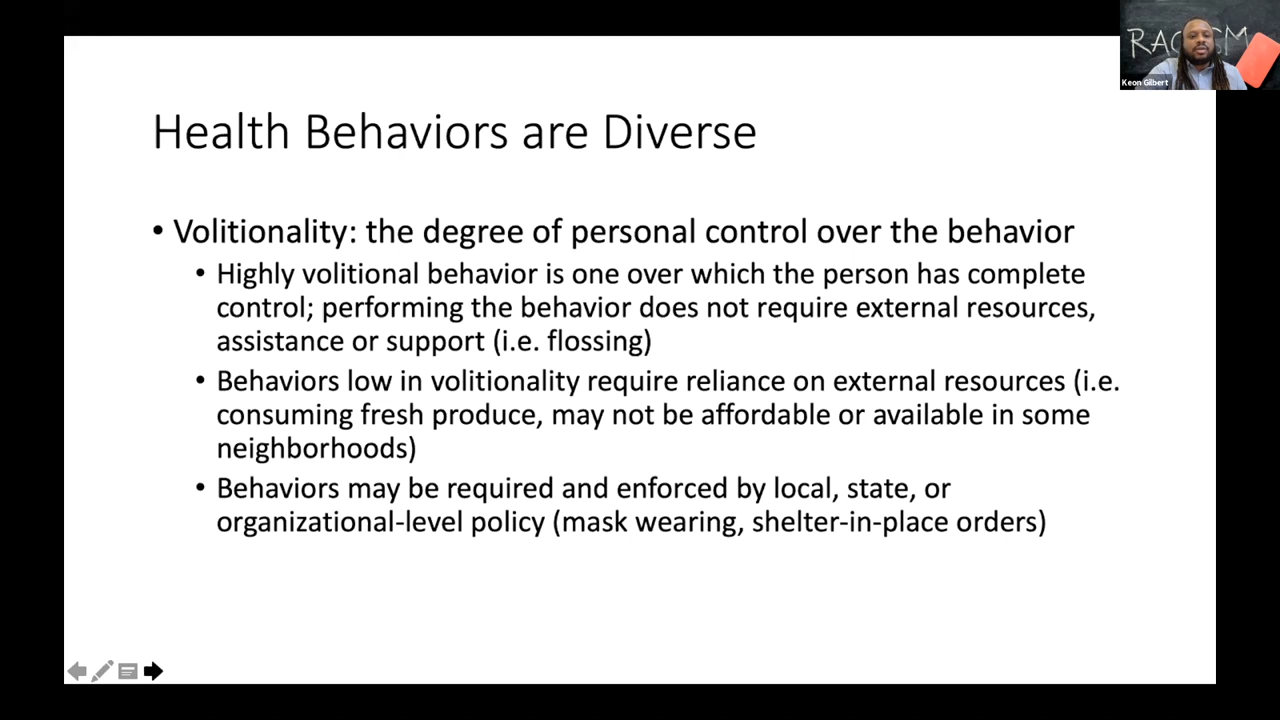 RACISM
Keon Gilbert
Health Behaviors are Diverse
• Volitionality: the degree of personal control over the behavior
• Highly volitional behavior is one over which the person has complete
control; performing the behavior does not require external resources,
assistance or support (i.e. flossing)
• Behaviors low in volitionality require reliance on external resources (i.e.
consuming fresh produce, may not be affordable or available in some
neighborhoods)
• Behaviors may be required and enforced by local, state, or
organizational-level policy (mask wearing, shelter-in-place orders)